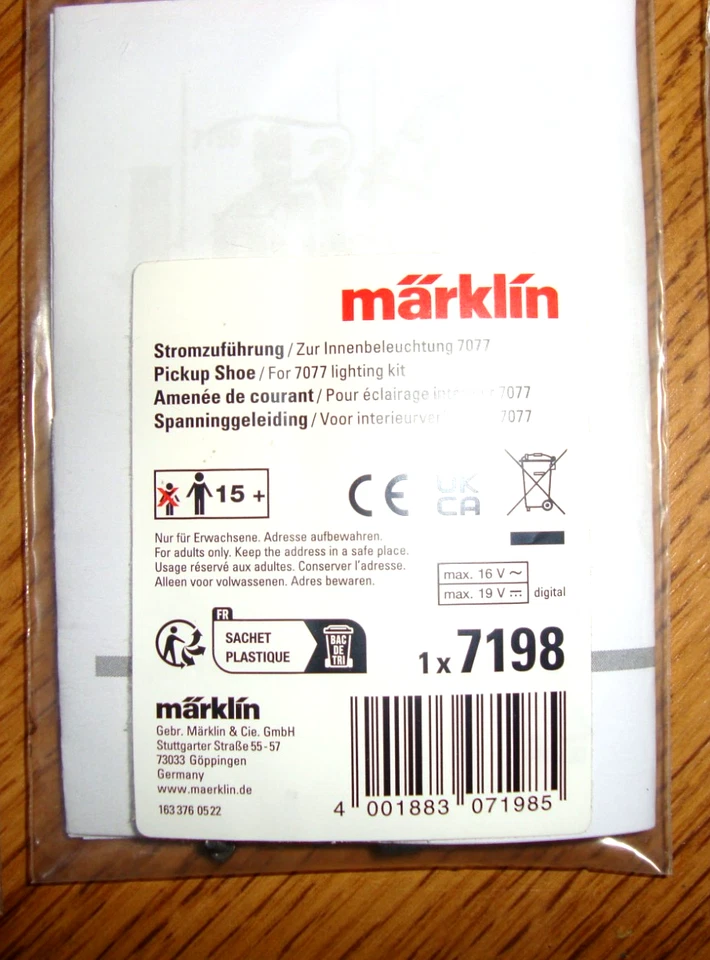 märklín
Stromzuführung / Zur Innenbeleuchtung 7077
Pickup Shoe / For 7077 lighting kit
Amenée de courant / Pour éclairage 7077
Spanninggeleiding / Voor 7077
15 +
CE UK
CA
Nur für Erwachsene. Adresse aufbewahren.
For adults only. Keep the address in a safe place.
Usage réservé aux adultes. Conserver l'adresse.
Alleen voor volwassenen. Adres bewaren.
max. 16 V ~
max. 19 V ⎓ digital
FR
SACHET
PLASTIQUE
BAC
DE
TRI
1 x 7198
märklín
Gebr. Märklin & Cie. GmbH
Stuttgarter Straße 55-57
73033 Göppingen
Germany
www.maerklin.de
163 376 05 22
4 001883 071985